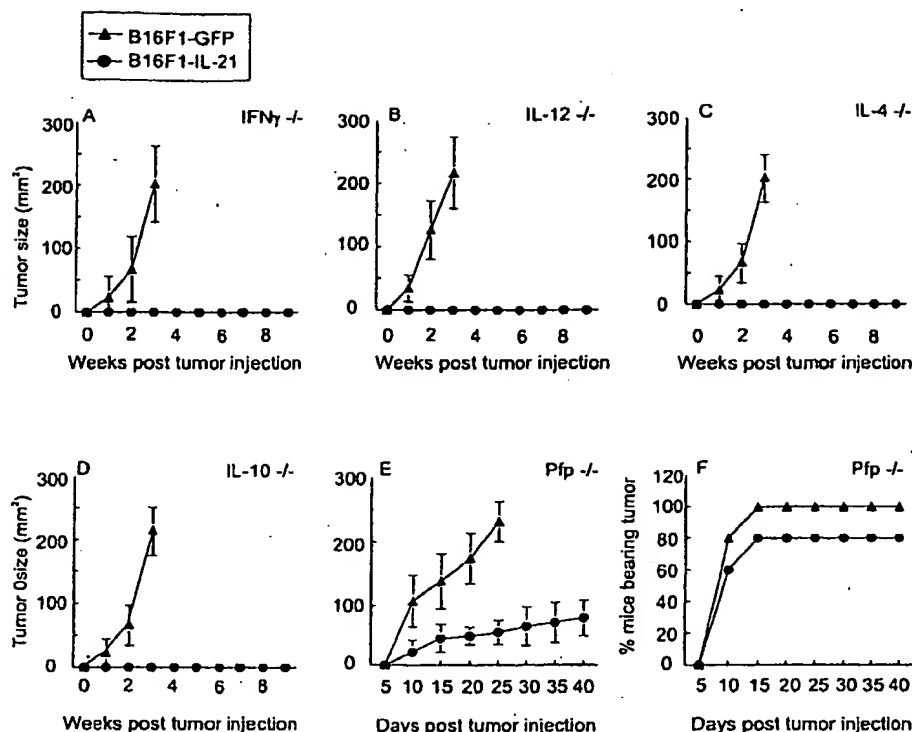 B16F1-GFP
B16F1-IL-21
A
IFNγ -/-
Tumor size (mm³)
300
200
100
0
0 2 4 6 8
Weeks post tumor injection
B
IL-12 -/-
300
200
100
0
0 2 4 6 8
Weeks post tumor injection
C
IL-4 -/-
300
200
100
0
0 2 4 6 8
Weeks post tumor injection
D
IL-10 -/-
Tumor 0size (mm³)
300
200
100
0
0 2 4 6 8
Weeks post tumor injection
E
Pfp -/-
300
200
100
0
5 10 15 20 25 30 35 40
Days post tumor injection
F
Pfp -/-
% mice bearing tumor
120
100
80
60
40
20
0
5 10 15 20 25 30 35 40
Days post tumor injection